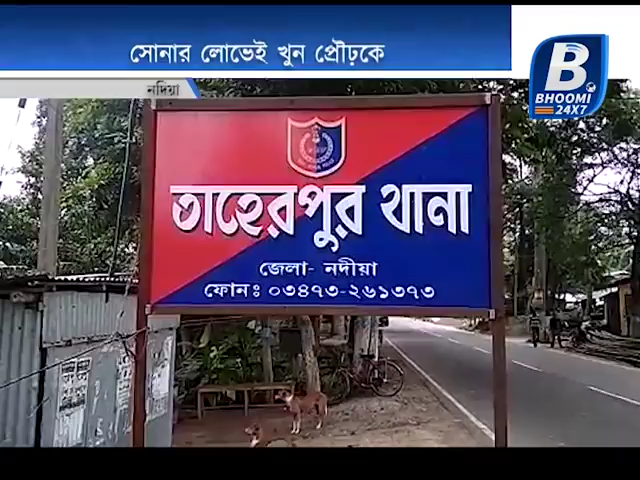 সোনার লোভেই খুন প্রৌঢ়কে
নদিয়া
B
BHOOMI
24X7
তাহেরপুর থানা
জেলা- নদীয়া
ফোন: ০৩৪৭৩-২৬১৩৭৩